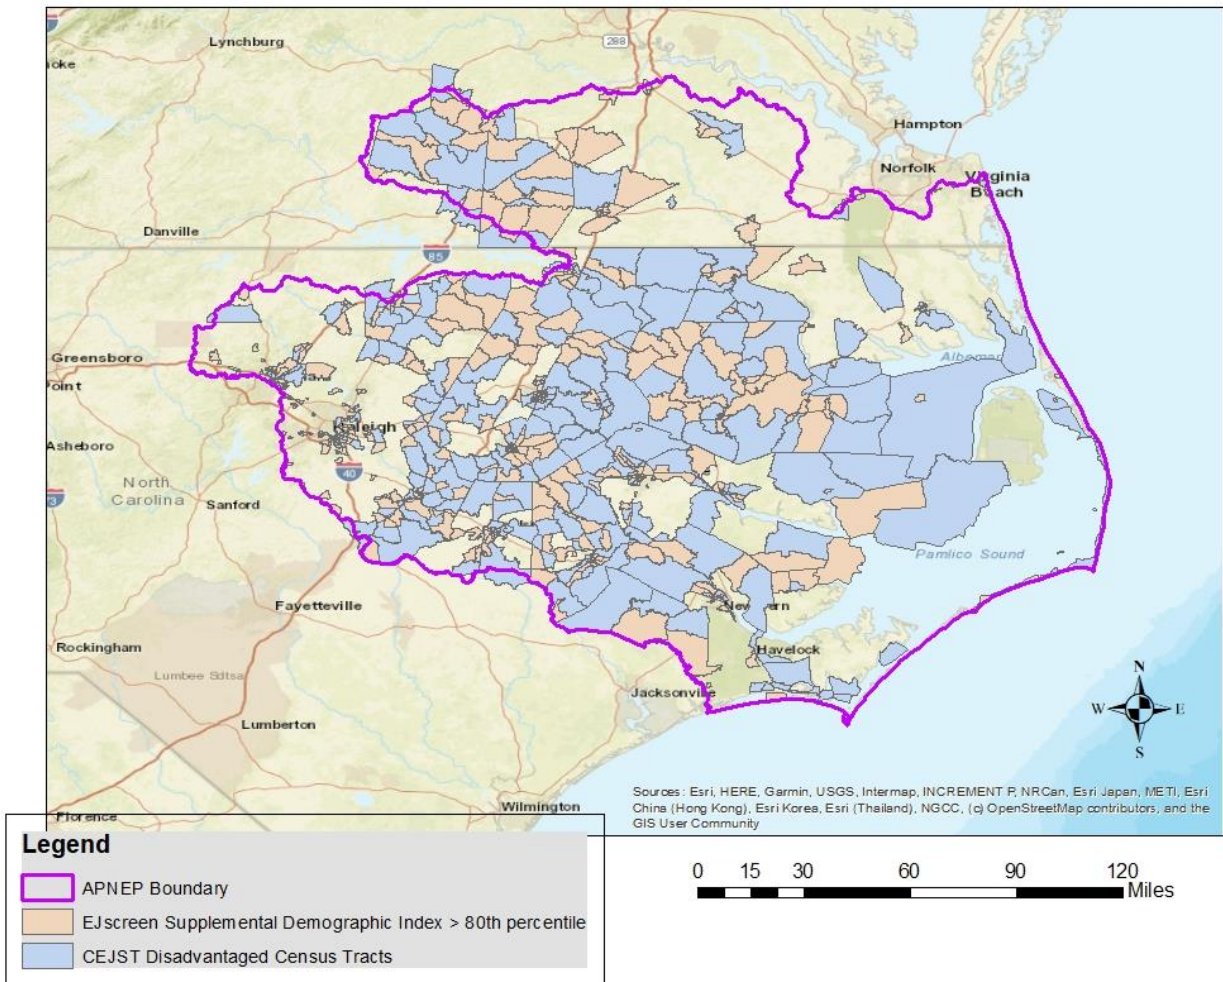 Lynchburg
288
oke
Hampton
Norfolk
Virginia
Beach
Danville
85
Greensboro
Point
Raleigh
Asheboro
40
North
Carolina
Sanford
Pamlico Sound
Fayetteville
Rockingham
Havelock
Lumbee Sdtsa
Jacksonville
Lumberton
N
W
E
S
Wilmington
Florence
Sources: Esri, HERE, Garmin, USGS, Intermap, INCREMENT P, NRCan, Esri Japan, METI, Esri
China (Hong Kong), Esri Korea, Esri (Thailand), NGCC, (c) OpenStreetMap contributors, and the
GIS User Community
Legend
APNEP Boundary
EJscreen Supplemental Demographic Index > 80th percentile
CEJST Disadvantaged Census Tracts
0 15 30 60 90 120
Miles